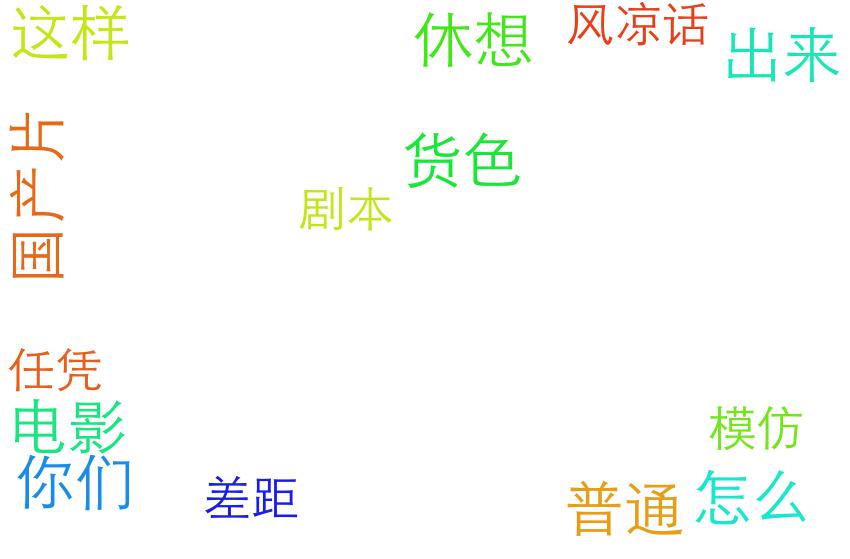 这样
休想
风凉话
出来
国产片
货色
剧本
任凭
电影
模仿
你们
差距
普通
怎么